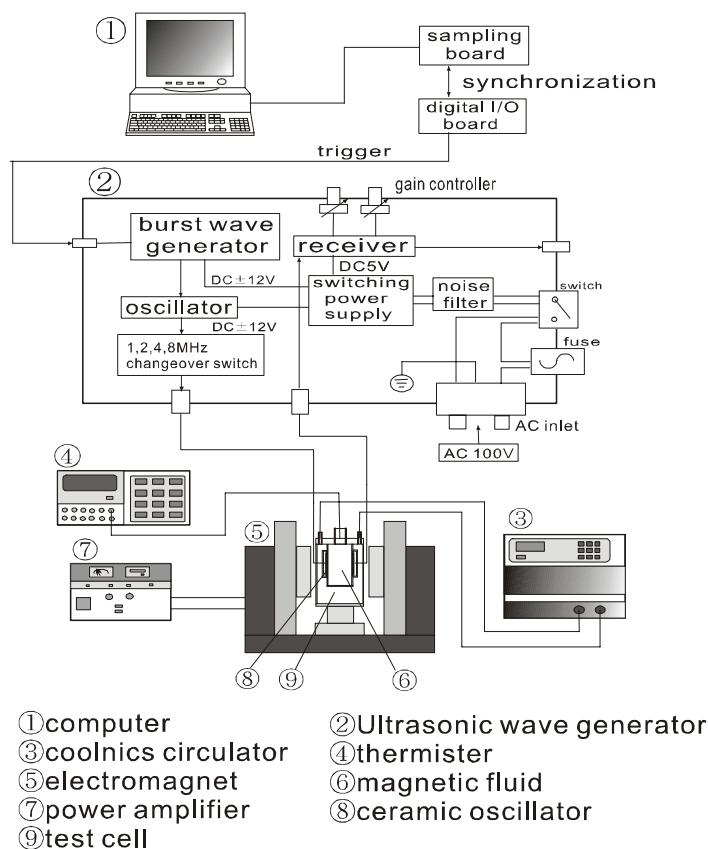 ①
sampling
board
synchronization
digital I/O
board
trigger
②
gain controller
burst wave
generator
receiver
DC5V
DC±12V
switching
power
supply
noise
filter
switch
oscillator
DC±12V
fuse
1,2,4,8MHz
changeover switch
AC inlet
AC 100V
④
⑤
③
⑦
⑧
⑨
⑥
①computer
②Ultrasonic wave generator
③coolnics circulator
④thermister
⑤electromagnet
⑥magnetic fluid
⑦power amplifier
⑧ceramic oscillator
⑨test cell